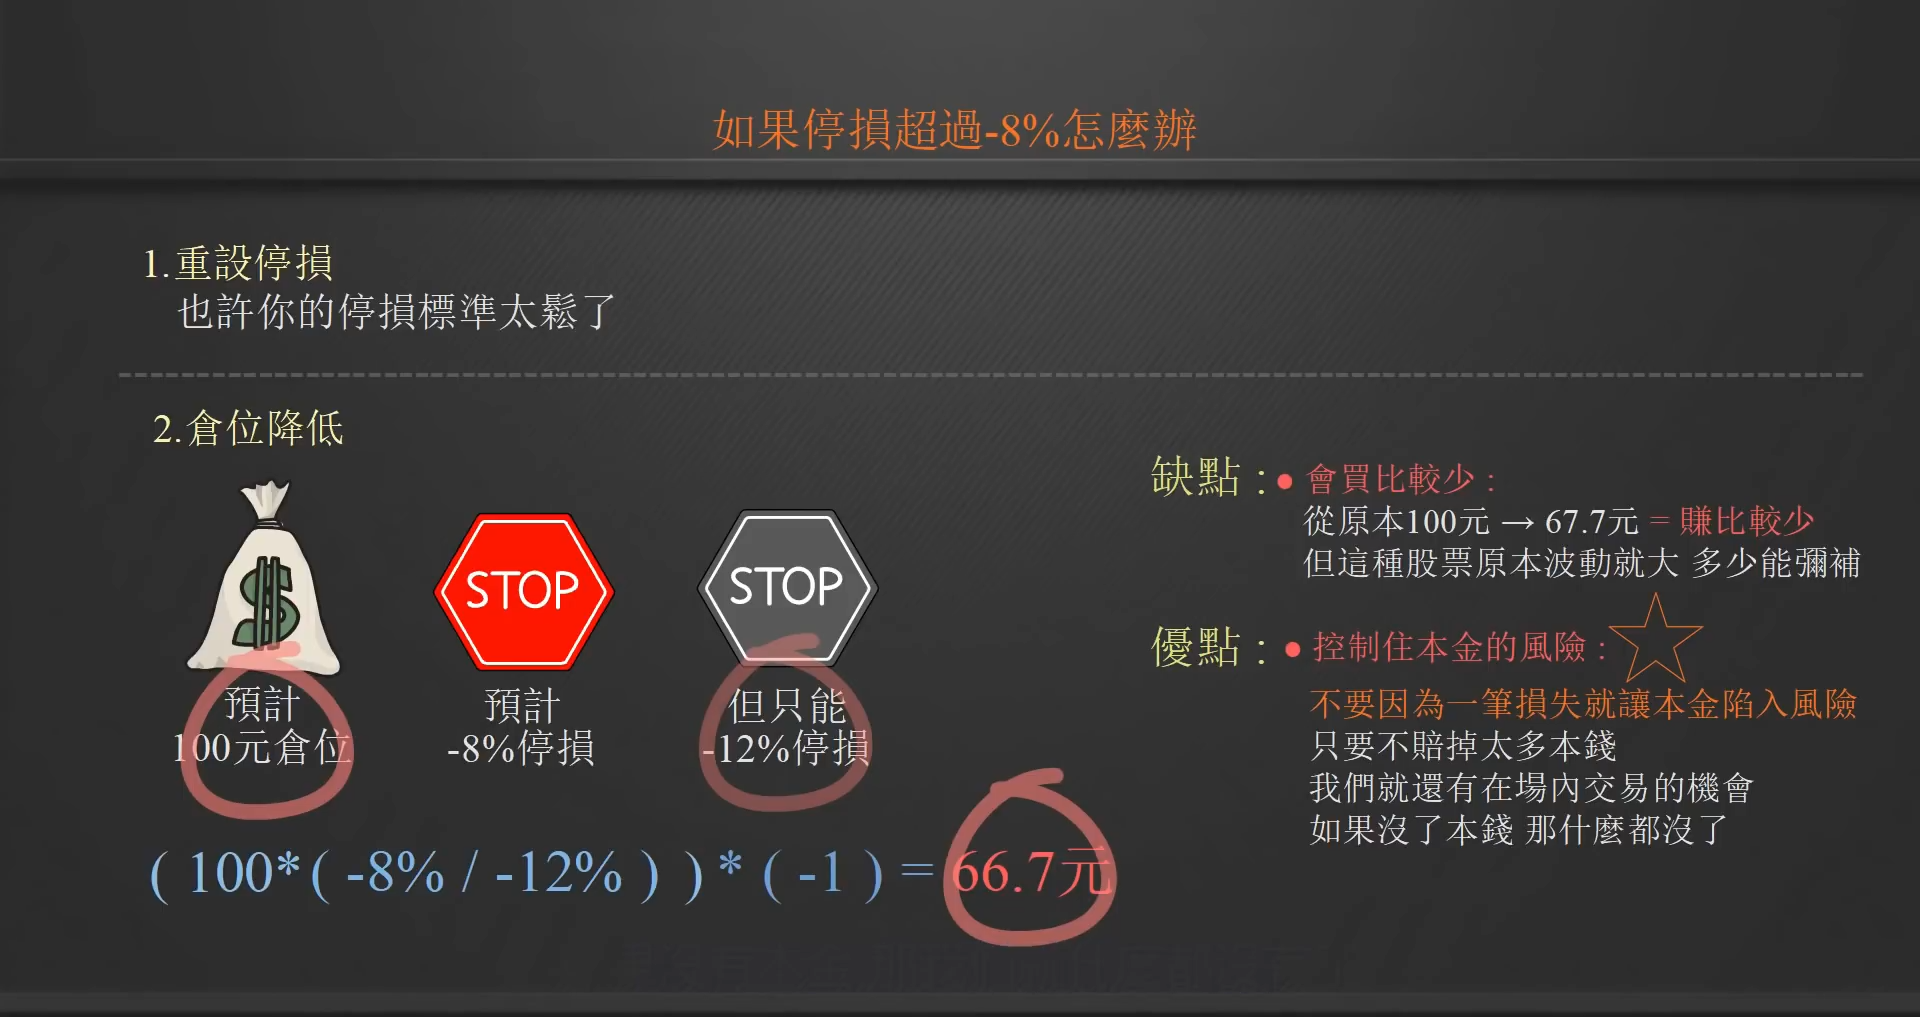 如果停損超過-8%怎麼辦
1.重設停損
也許你的停損標準太鬆了
2.倉位降低
STOP
STOP
預計
100元倉位
預計
-8%停損
但只能
-12%停損
( 100*( -8% / -12% ) ) * ( -1 ) = 66.7元
缺點 : ● 會買比較少 :
從原本100元 → 67.7元 = 賺比較少
但這種股票原本波動就大 多少能彌補
優點 : ● 控制住本金的風險 :
不要因為一筆損失就讓本金陷入風險
只要不賠掉太多本錢
我們就還有在場內交易的機會
如果沒了本錢 那什麼都沒了